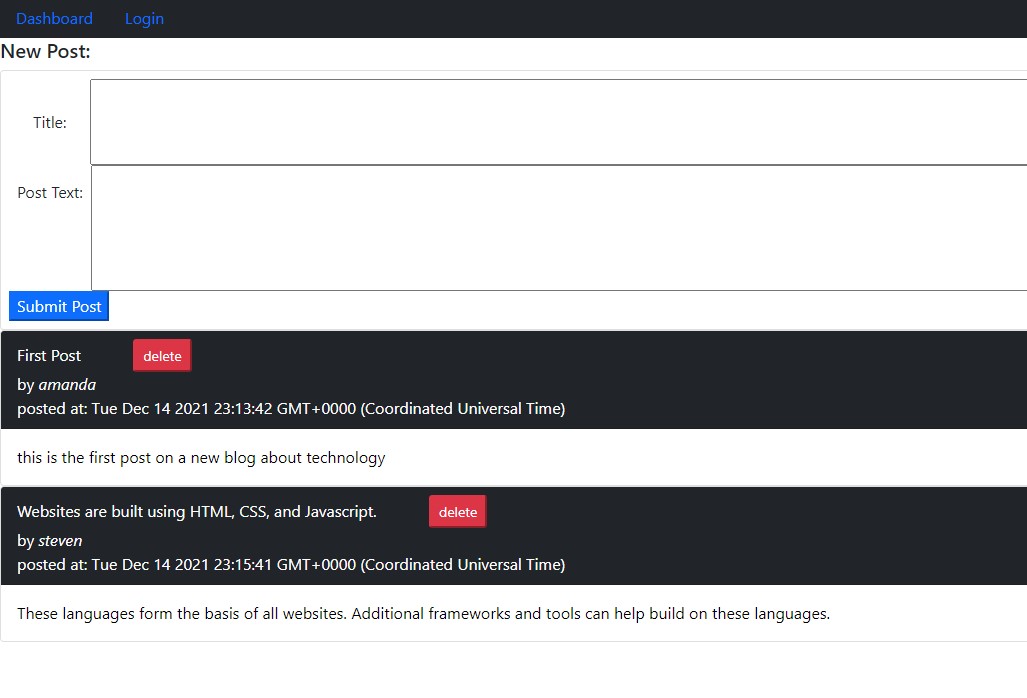 Dashboard Login
New Post:
Title:
Post Text:
Submit Post
First Post delete
by amanda
posted at: Tue Dec 14 2021 23:13:42 GMT+0000 (Coordinated Universal Time)
this is the first post on a new blog about technology
Websites are built using HTML, CSS, and Javascript. delete
by steven
posted at: Tue Dec 14 2021 23:15:41 GMT+0000 (Coordinated Universal Time)
These languages form the basis of all websites. Additional frameworks and tools can help build on these languages.